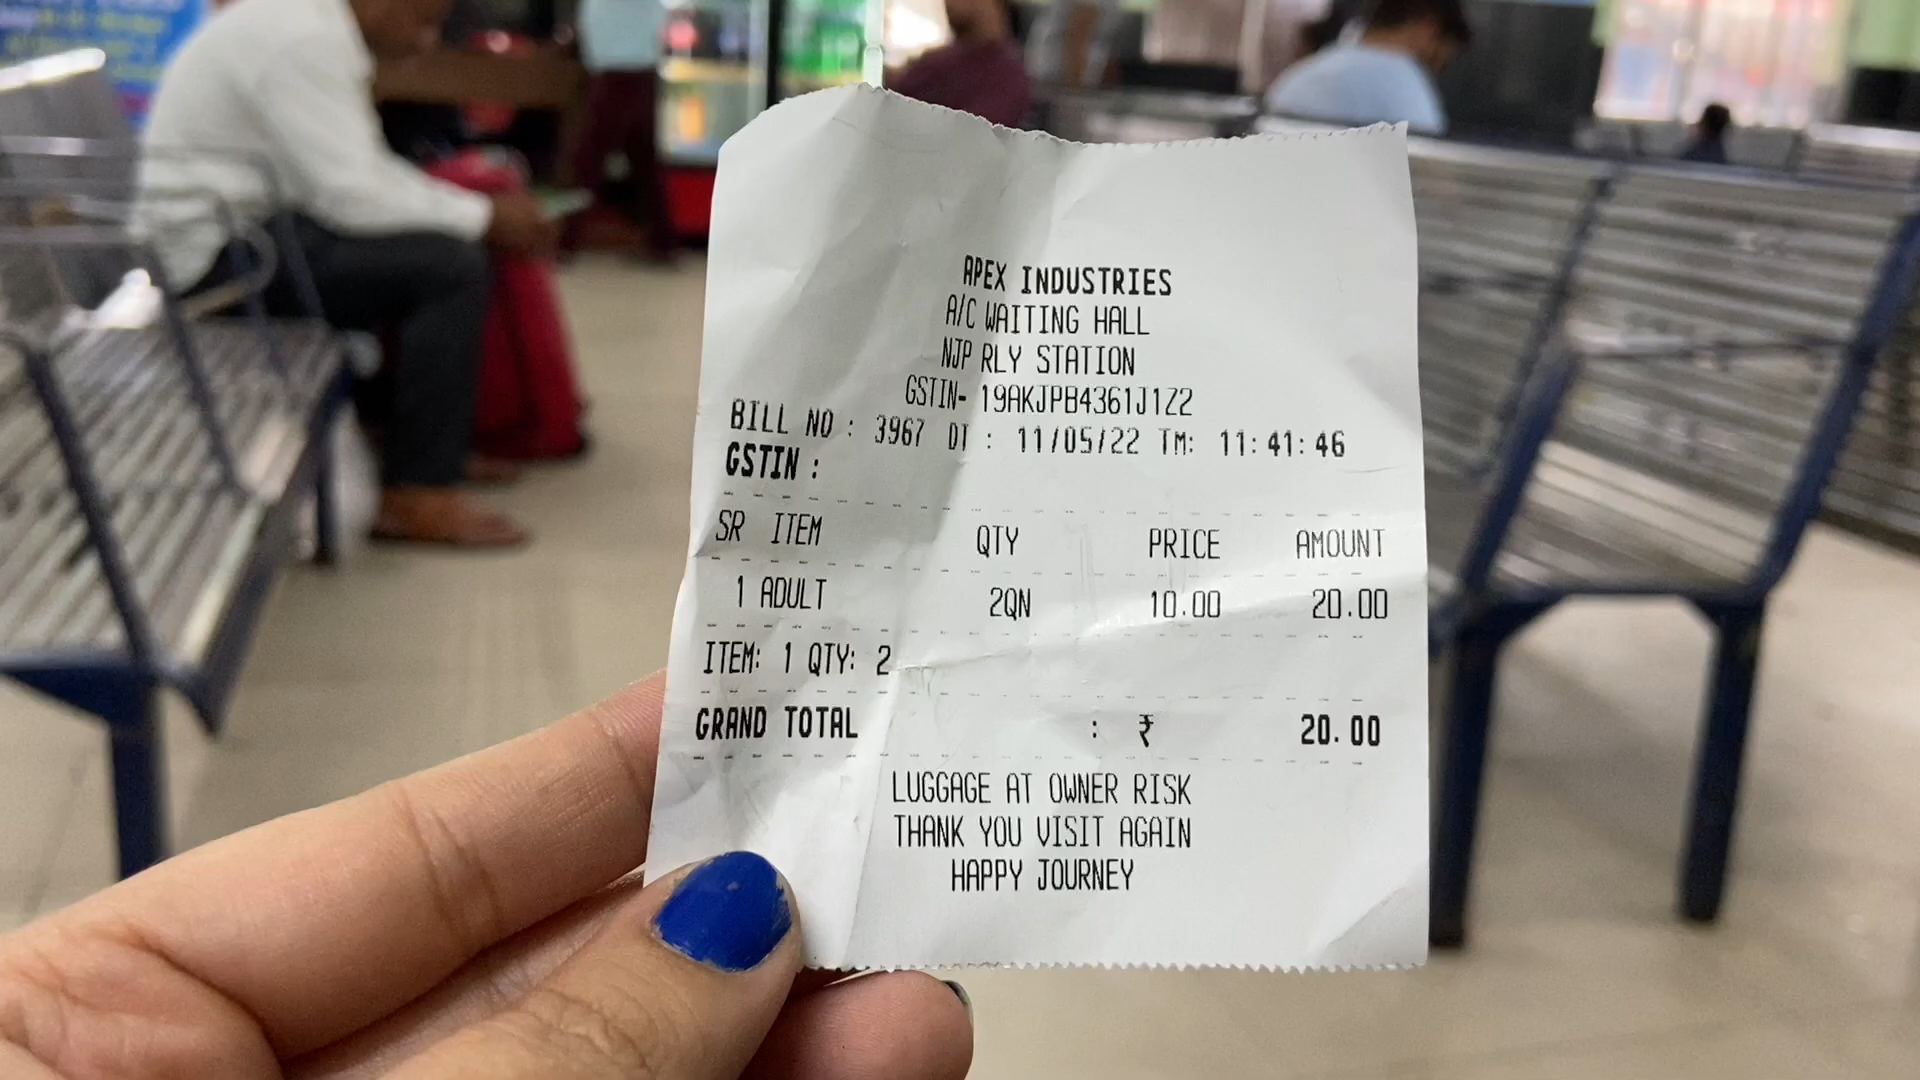 APEX INDUSTRIES
A/C WAITING HALL
NJP RLY STATION
GSTIN- 19AKJPB4361J1Z2
BILL NO : 3967 DT : 11/05/22 TM: 11:41:46
GSTIN :
SR ITEM QTY PRICE AMOUNT
1 ADULT 2QN 10.00 20.00
ITEM: 1 QTY: 2
GRAND TOTAL : ₹ 20.00
LUGGAGE AT OWNER RISK
THANK YOU VISIT AGAIN
HAPPY JOURNEY